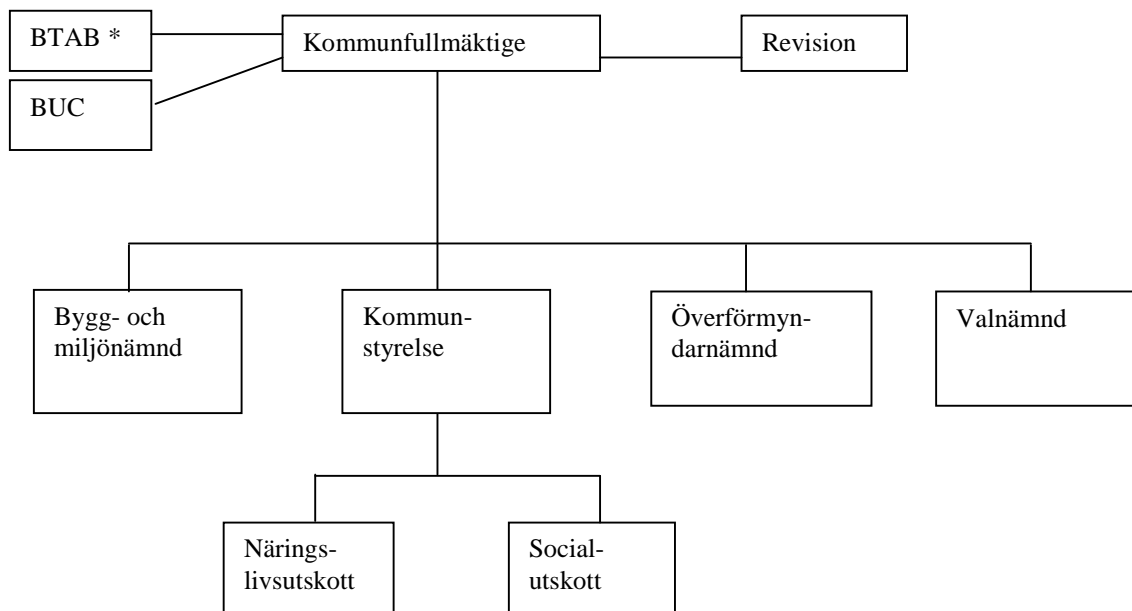 BTAB *
Kommunfullmäktige
Revision
BUC
Bygg- och
miljönämnd
Kommun-
styrelse
Överförmyn-
darnämnd
Valnämnd
Närings-
livsutskott
Social-
utskott